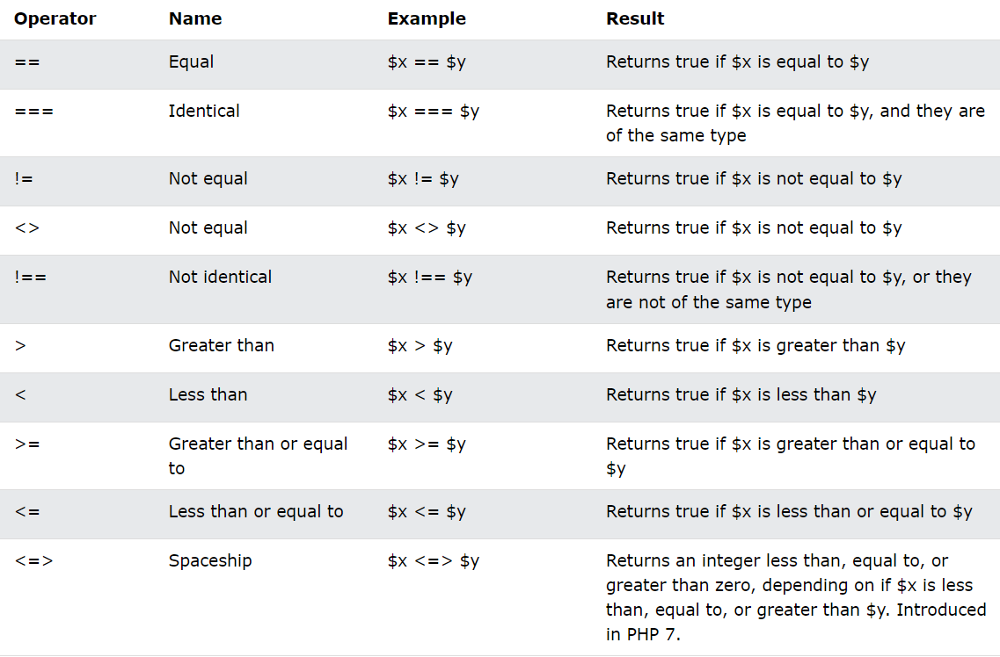 Operator Name Example Result
== Equal $x == $y Returns true if $x is equal to $y
=== Identical $x === $y Returns true if $x is equal to $y, and they are
of the same type
!= Not equal $x != $y Returns true if $x is not equal to $y
<> Not equal $x <> $y Returns true if $x is not equal to $y
!== Not identical $x !== $y Returns true if $x is not equal to $y, or they
are not of the same type
> Greater than $x > $y Returns true if $x is greater than $y
< Less than $x < $y Returns true if $x is less than $y
>= Greater than or equal $x >= $y Returns true if $x is greater than or equal to
to $y
<= Less than or equal to $x <= $y Returns true if $x is less than or equal to $y
<=> Spaceship $x <=> $y Returns an integer less than, equal to, or
greater than zero, depending on if $x is less
than, equal to, or greater than $y. Introduced
in PHP 7.